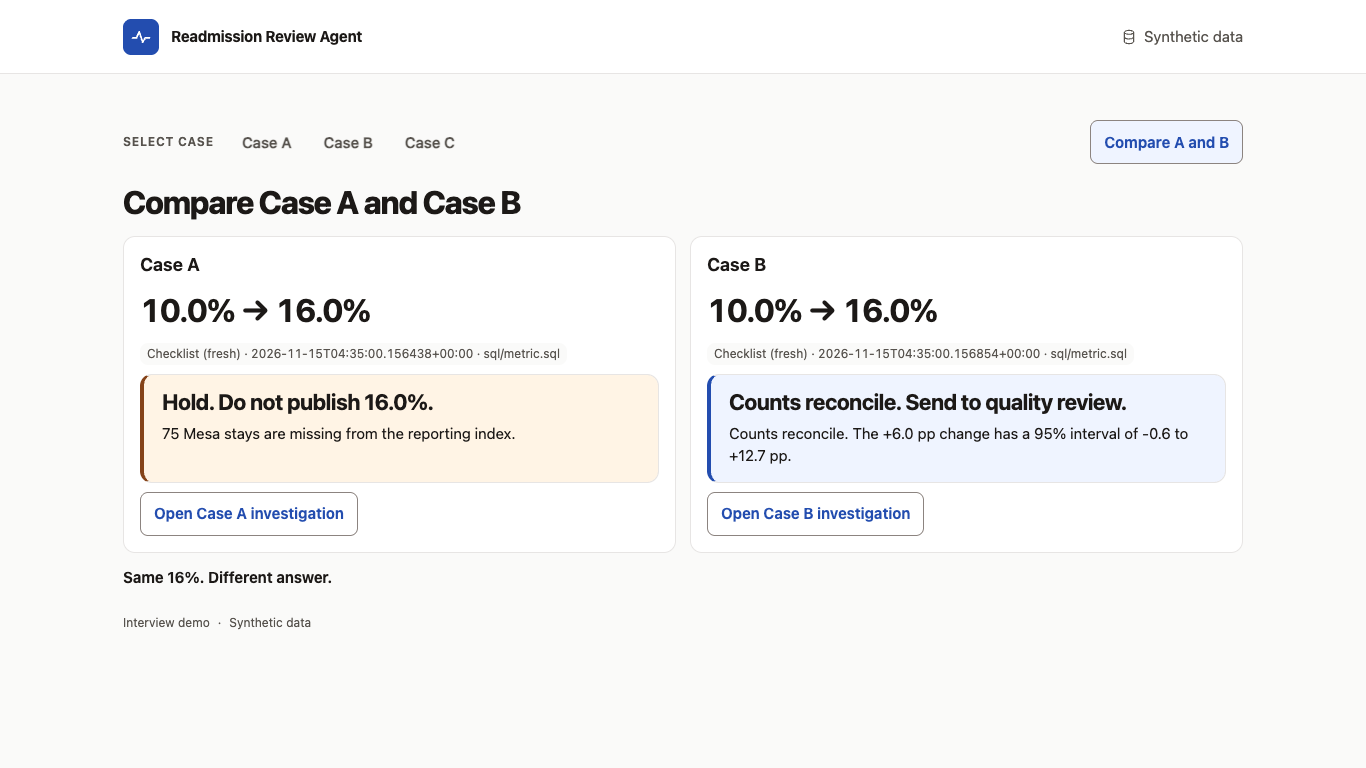 Readmission Review Agent
Synthetic data
SELECT CASE
Case A
Case B
Case C
Compare A and B
Compare Case A and Case B
Case A
10.0% → 16.0%
Checklist (fresh) · 2026-11-15T04:35:00.156438+00:00 · sql/metric.sql
Hold. Do not publish 16.0%.
75 Mesa stays are missing from the reporting index.
Open Case A investigation
Case B
10.0% → 16.0%
Checklist (fresh) · 2026-11-15T04:35:00.156854+00:00 · sql/metric.sql
Counts reconcile. Send to quality review.
Counts reconcile. The +6.0 pp change has a 95% interval of -0.6 to
+12.7 pp.
Open Case B investigation
Same 16%. Different answer.
Interview demo · Synthetic data